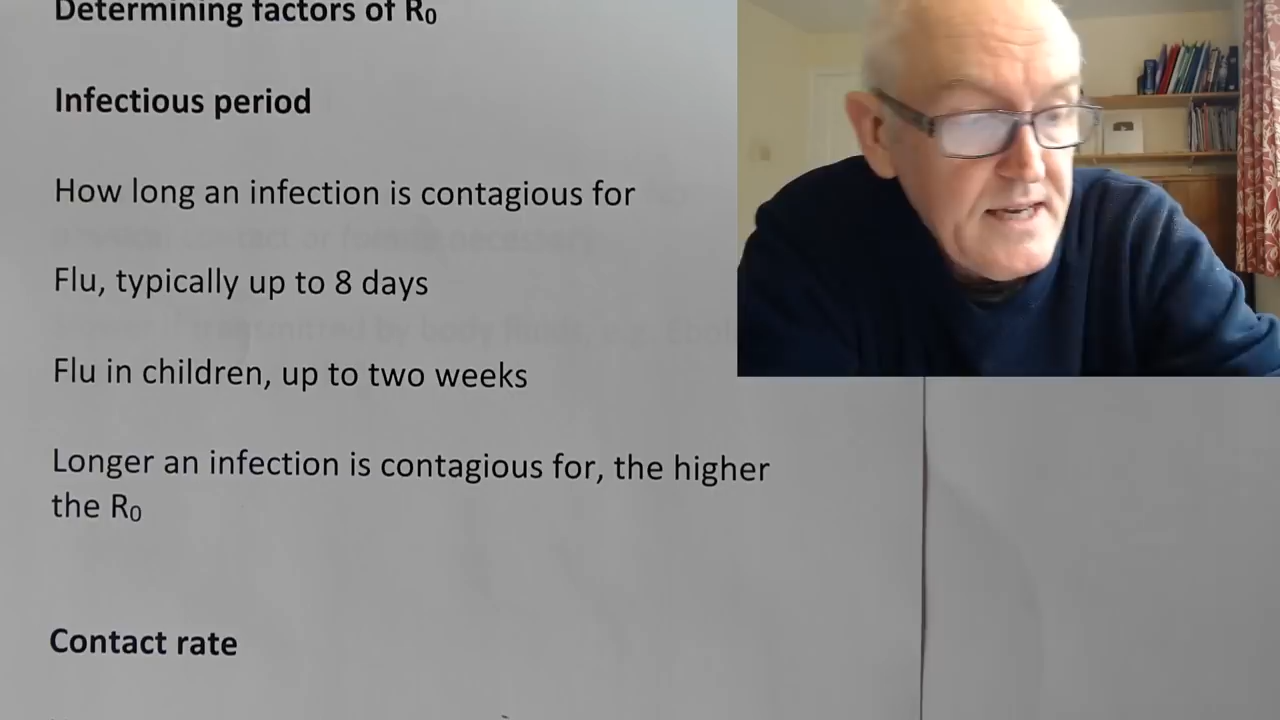 Determining factors of R₀
Infectious period
How long an infection is contagious for
Flu, typically up to 8 days
Flu in children, up to two weeks
Longer an infection is contagious for, the higher
the R₀
Contact rate